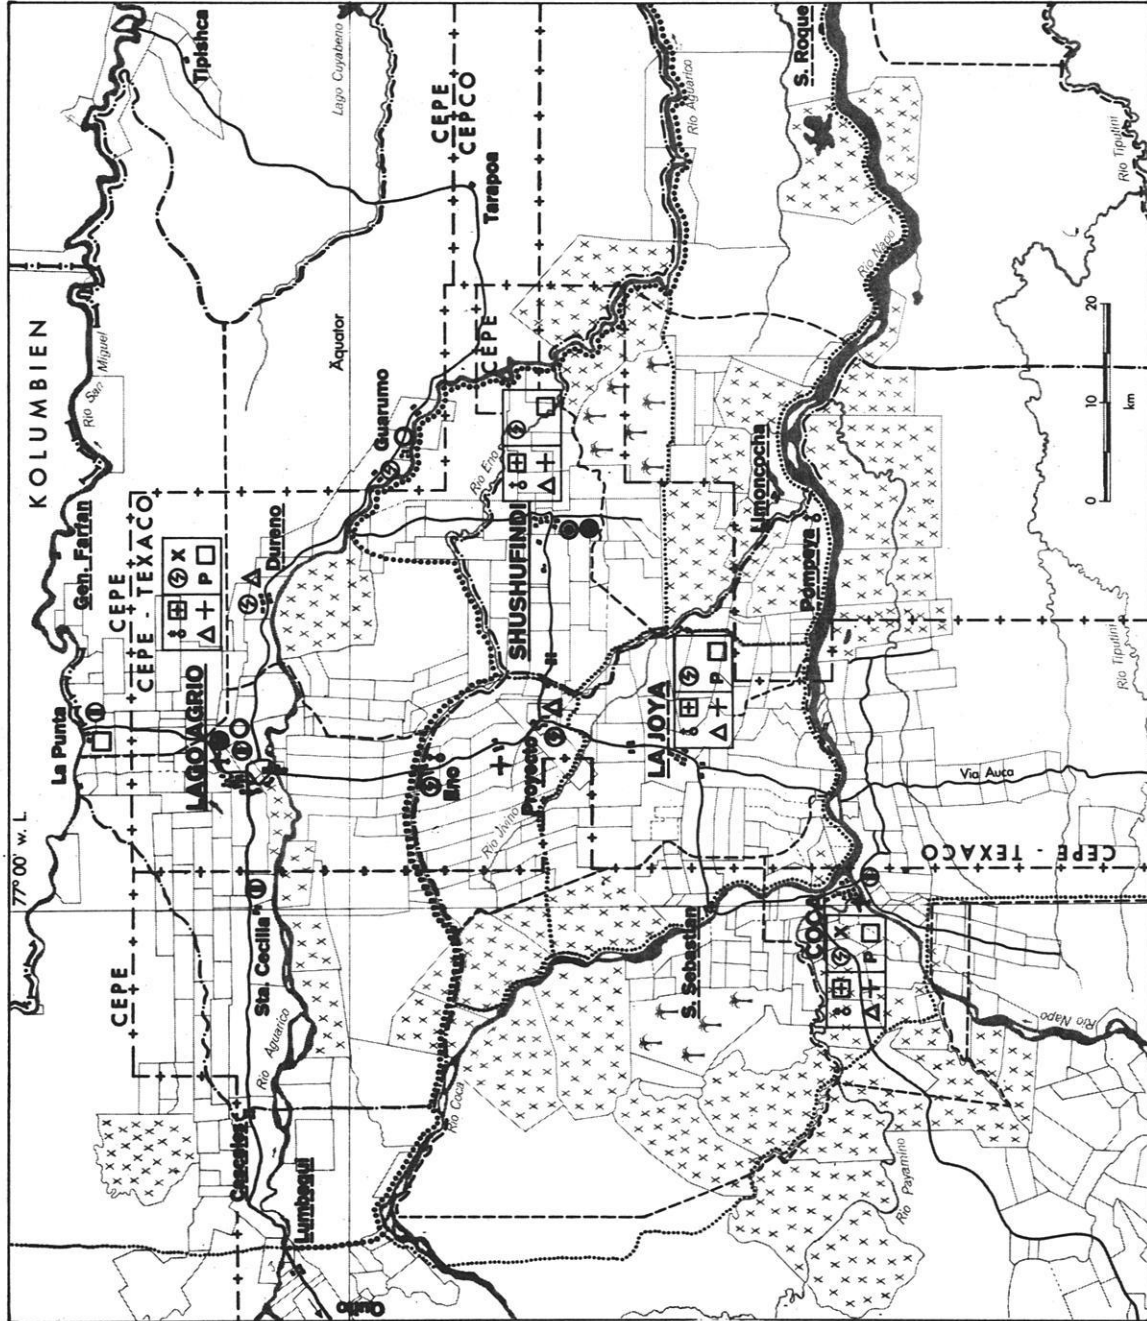 KOLUMBIEN
77° 00' w. L.
La Punta
Gen. Farfan
Rio San Miguel
Tipishca
CEPE
CEPE
CEPE - TEXACO
LAGO AGRIO
P
Dureno
Sta. Cecilia
Cascales
Rio Aguarico
Lumbaqui
Quito
Äquator
Lago Cuyabeno
Guarumo
CEPE
CEPCO
Tarapoa
CEPE
Rio Eno
Eno
SHUSHUFINDI
Rio Jivino
Proyecto
Rio Coca
Rio Aguarico
LA JOYA
P
S. Sebastian
Limoncocha
Pompeya
S. Roque
Rio Napo
COCA
P
Rio Payamino
Via Auca
CEPE - TEXACO
Rio Napo
Rio Tiputini
Rio Tiputini
0 10 20
km